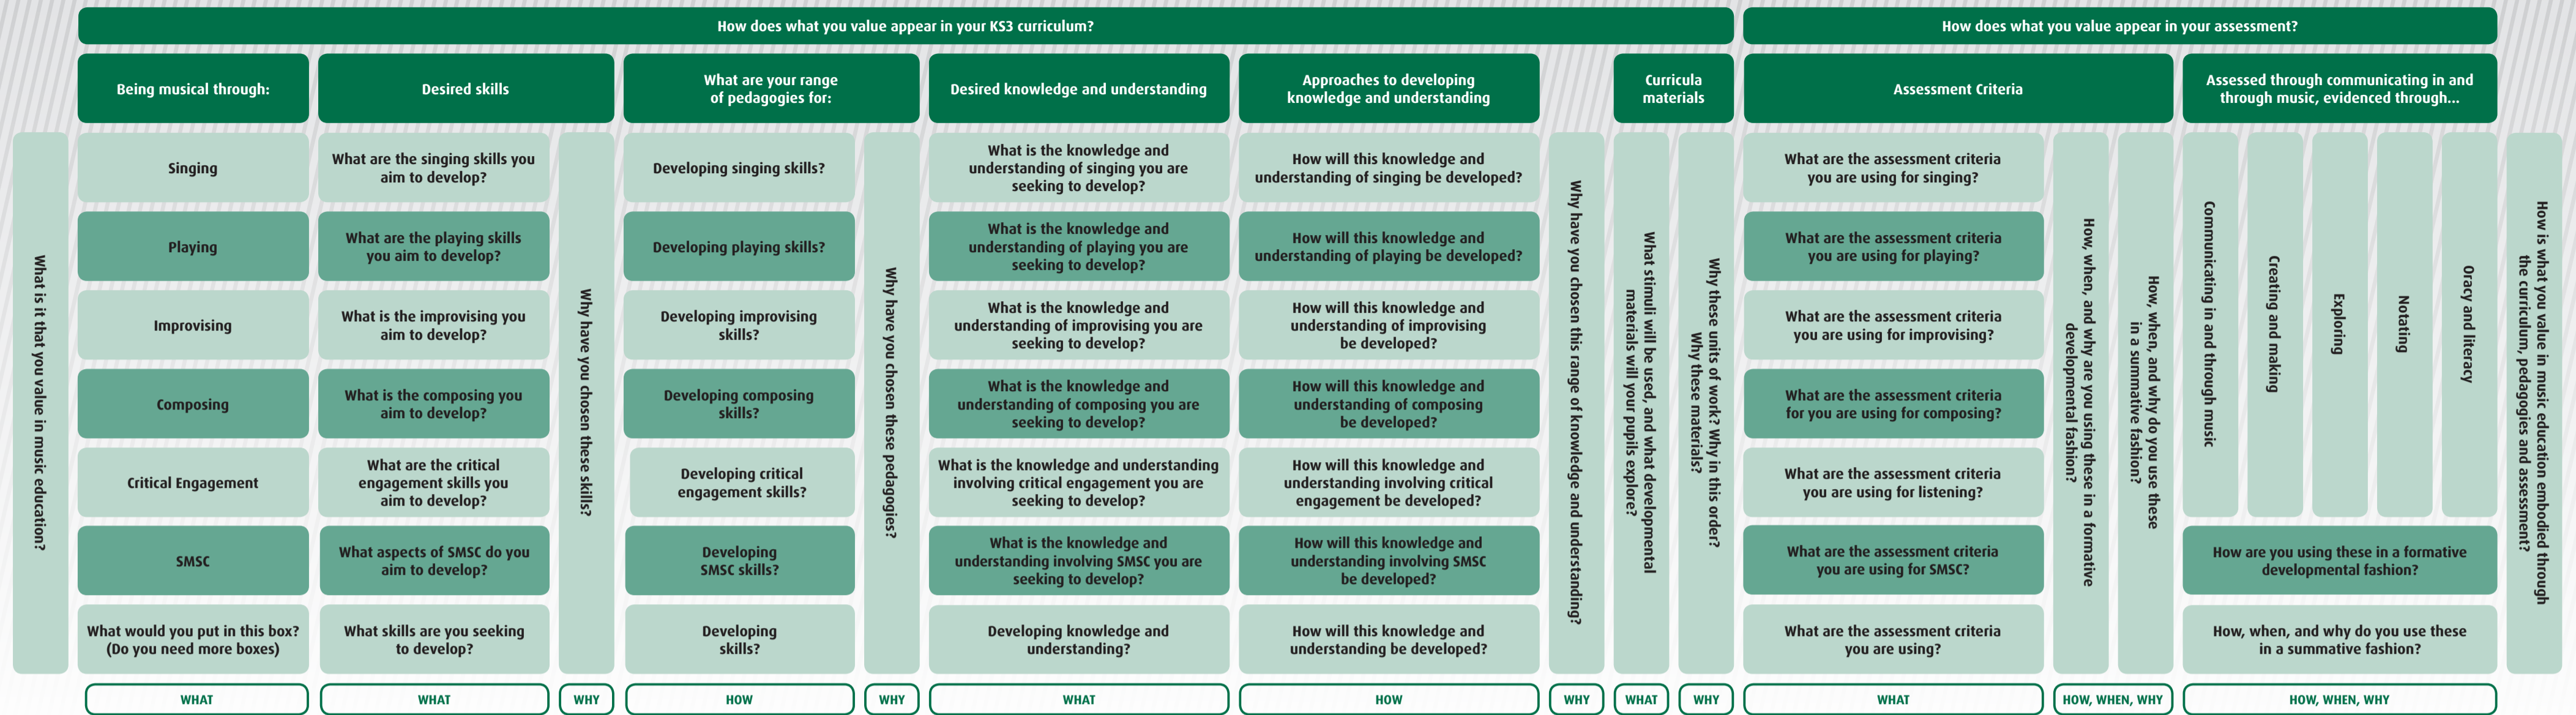 How does what you value appear in your KS3 curriculum?
How does what you value appear in your assessment?
Being musical through:
Desired skills
What are your range
of pedagogies for:
Desired knowledge and understanding
Approaches to developing
knowledge and understanding
Curricula
materials
Assessment Criteria
Assessed through communicating in and
through music, evidenced through...
What is it that you value in music education?
Singing
What are the singing skills you
aim to develop?
Why have you chosen these skills?
Developing singing skills?
Why have you chosen these pedagogies?
What is the knowledge and
understanding of singing you are
seeking to develop?
How will this knowledge and
understanding of singing be developed?
Why have you chosen this range of knowledge and understanding?
What stimuli will be used, and what developmental
materials will your pupils explore?
Why these units of work? Why in this order?
Why these materials?
What are the assessment criteria
you are using for singing?
How, when, and why are you using these in a formative
developmental fashion?
How, when, and why do you use these
in a summative fashion?
Communicating in and through music
Creating and making
Exploring
Notating
Oracy and literacy
How is what you value in music education embodied through
the curriculum, pedagogies and assessment?
Playing
What are the playing skills
you aim to develop?
Developing playing skills?
What is the knowledge and
understanding of playing you are
seeking to develop?
How will this knowledge and
understanding of playing be developed?
What are the assessment criteria
you are using for playing?
Improvising
What is the improvising you
aim to develop?
Developing improvising
skills?
What is the knowledge and
understanding of improvising you are
seeking to develop?
How will this knowledge and
understanding of improvising
be developed?
What are the assessment criteria
you are using for improvising?
Composing
What is the composing you
aim to develop?
Developing composing
skills?
What is the knowledge and
understanding of composing you are
seeking to develop?
How will this knowledge and
understanding of composing
be developed?
What are the assessment criteria
for you are using for composing?
Critical Engagement
What are the critical
engagement skills you
aim to develop?
Developing critical
engagement skills?
What is the knowledge and understanding
involving critical engagement you are
seeking to develop?
How will this knowledge and
understanding involving critical
engagement be developed?
What are the assessment criteria
you are using for listening?
SMSC
What aspects of SMSC do you
aim to develop?
Developing
SMSC skills?
What is the knowledge and
understanding involving SMSC you are
seeking to develop?
How will this knowledge and
understanding involving SMSC
be developed?
What are the assessment criteria
you are using for SMSC?
How are you using these in a formative
developmental fashion?
What would you put in this box?
(Do you need more boxes)
What skills are you seeking
to develop?
Developing
skills?
Developing knowledge and
understanding?
How will this knowledge and
understanding be developed?
What are the assessment criteria
you are using?
How, when, and why do you use these
in a summative fashion?
WHAT
WHAT
WHY
HOW
WHY
WHAT
HOW
WHY
WHAT
WHY
WHAT
HOW, WHEN, WHY
HOW, WHEN, WHY